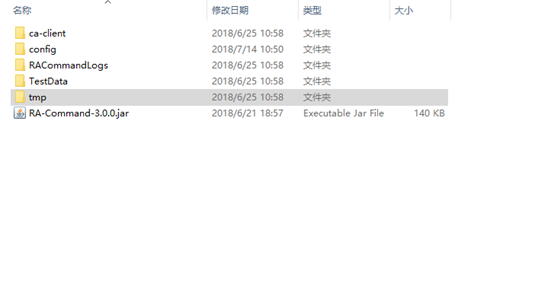 名称 修改日期 类型 大小
ca-client 2018/6/25 10:58 文件夹
config 2018/7/14 10:50 文件夹
RACommandLogs 2018/6/25 10:58 文件夹
TestData 2018/6/25 10:58 文件夹
tmp 2018/6/25 10:58 文件夹
RA-Command-3.0.0.jar 2018/6/21 18:57 Executable Jar File 140 KB